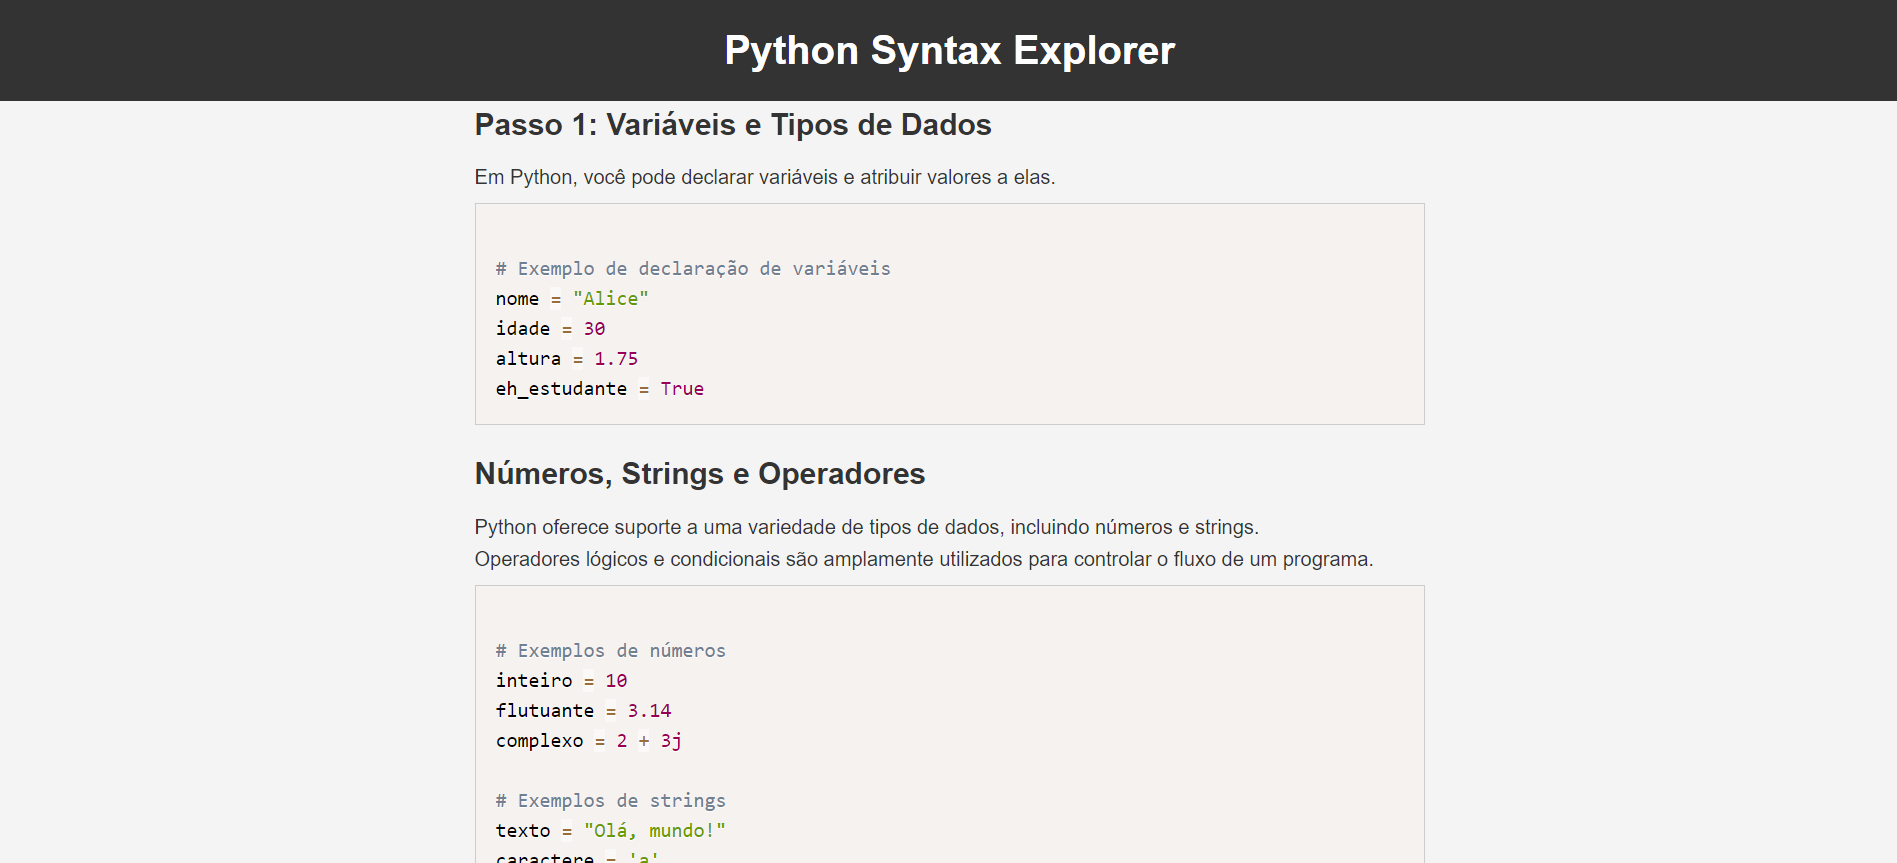 Python Syntax Explorer
Passo 1: Variáveis e Tipos de Dados
Em Python, você pode declarar variáveis e atribuir valores a elas.
# Exemplo de declaração de variáveis
nome = "Alice"
idade = 30
altura = 1.75
eh_estudante = True
Números, Strings e Operadores
Python oferece suporte a uma variedade de tipos de dados, incluindo números e strings.
Operadores lógicos e condicionais são amplamente utilizados para controlar o fluxo de um programa.
# Exemplos de números
inteiro = 10
flutuante = 3.14
complexo = 2 + 3j
# Exemplos de strings
texto = "Olá, mundo!"
caractere = 'a'